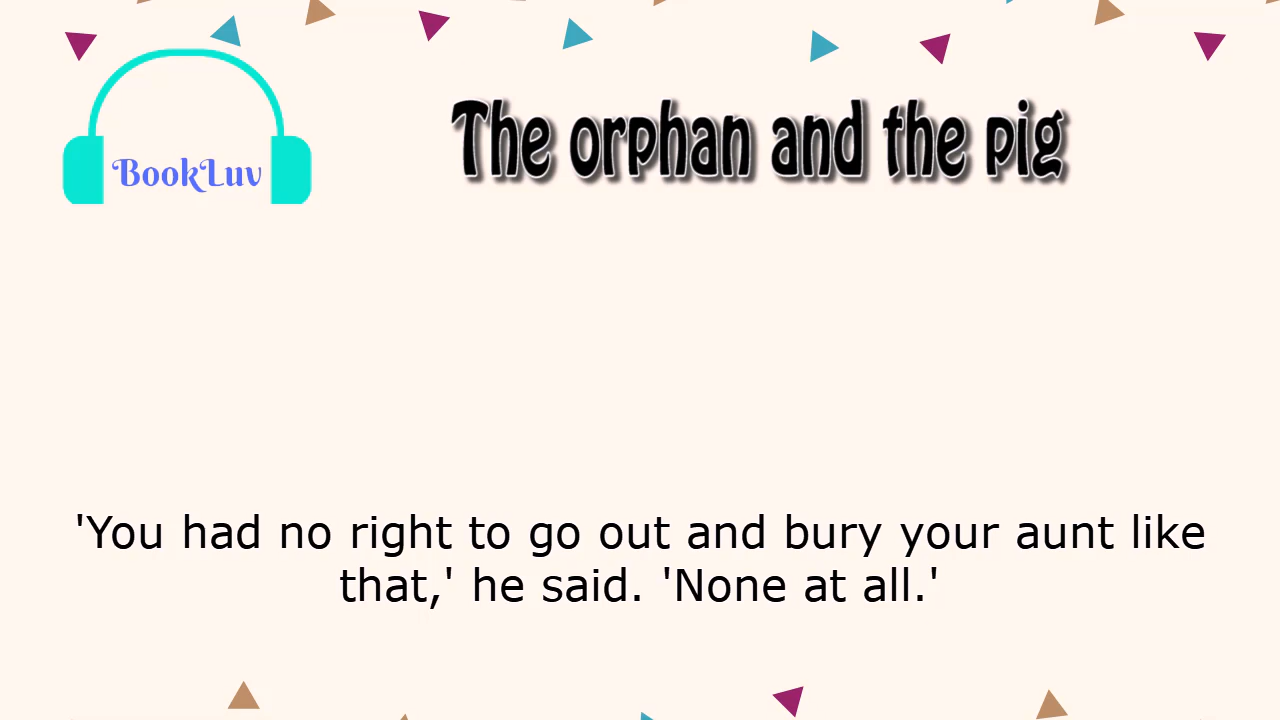 BookLuv
The orphan and the pig
'You had no right to go out and bury your aunt like
that,' he said. 'None at all.'